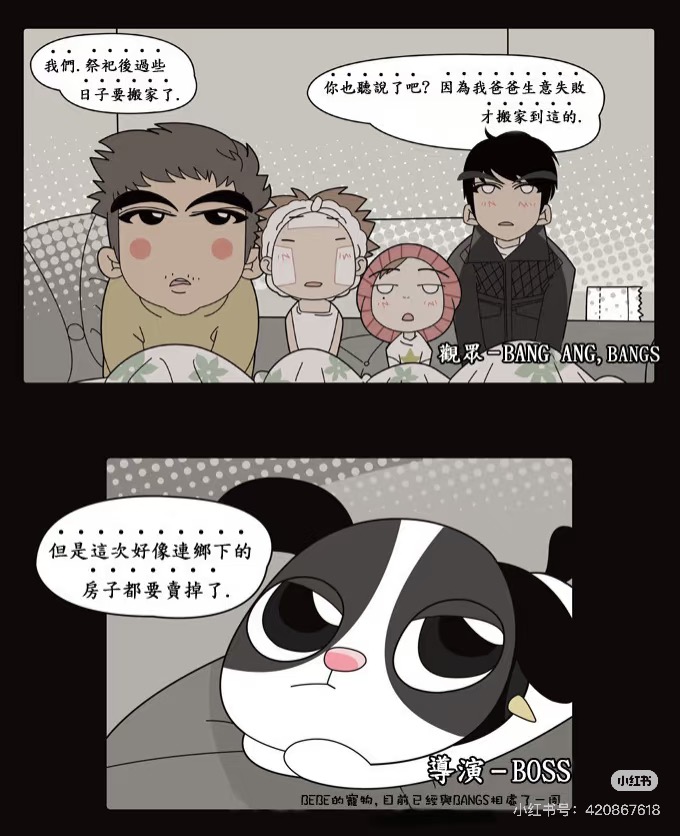 我們.祭祀後過些
日子要搬家了.
你也聽說了吧? 因為我爸爸生意失敗
才搬家到這的.
觀眾-BANG ANG,BANGS
但是這次好像連鄉下的
房子都要賣掉了.
導演-BOSS
BEBE的寵物,目前已經與BANGS相處了一周
小红书
小红书号: 420867618